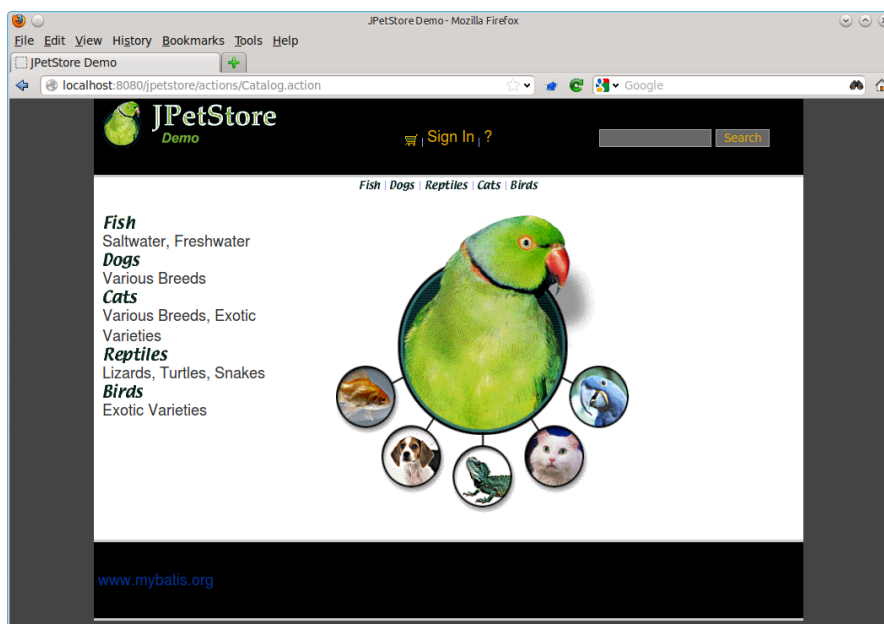 JPetStore Demo - Mozilla Firefox
File Edit View History Bookmarks Tools Help
JPetStore Demo
localhost:8080/jpetstore/actions/Catalog.action
Google
JPetStore
Demo
Sign In | ?
Search
Fish | Dogs | Reptiles | Cats | Birds
Fish
Saltwater, Freshwater
Dogs
Various Breeds
Cats
Various Breeds, Exotic
Varieties
Reptiles
Lizards, Turtles, Snakes
Birds
Exotic Varieties
www.mybatis.org